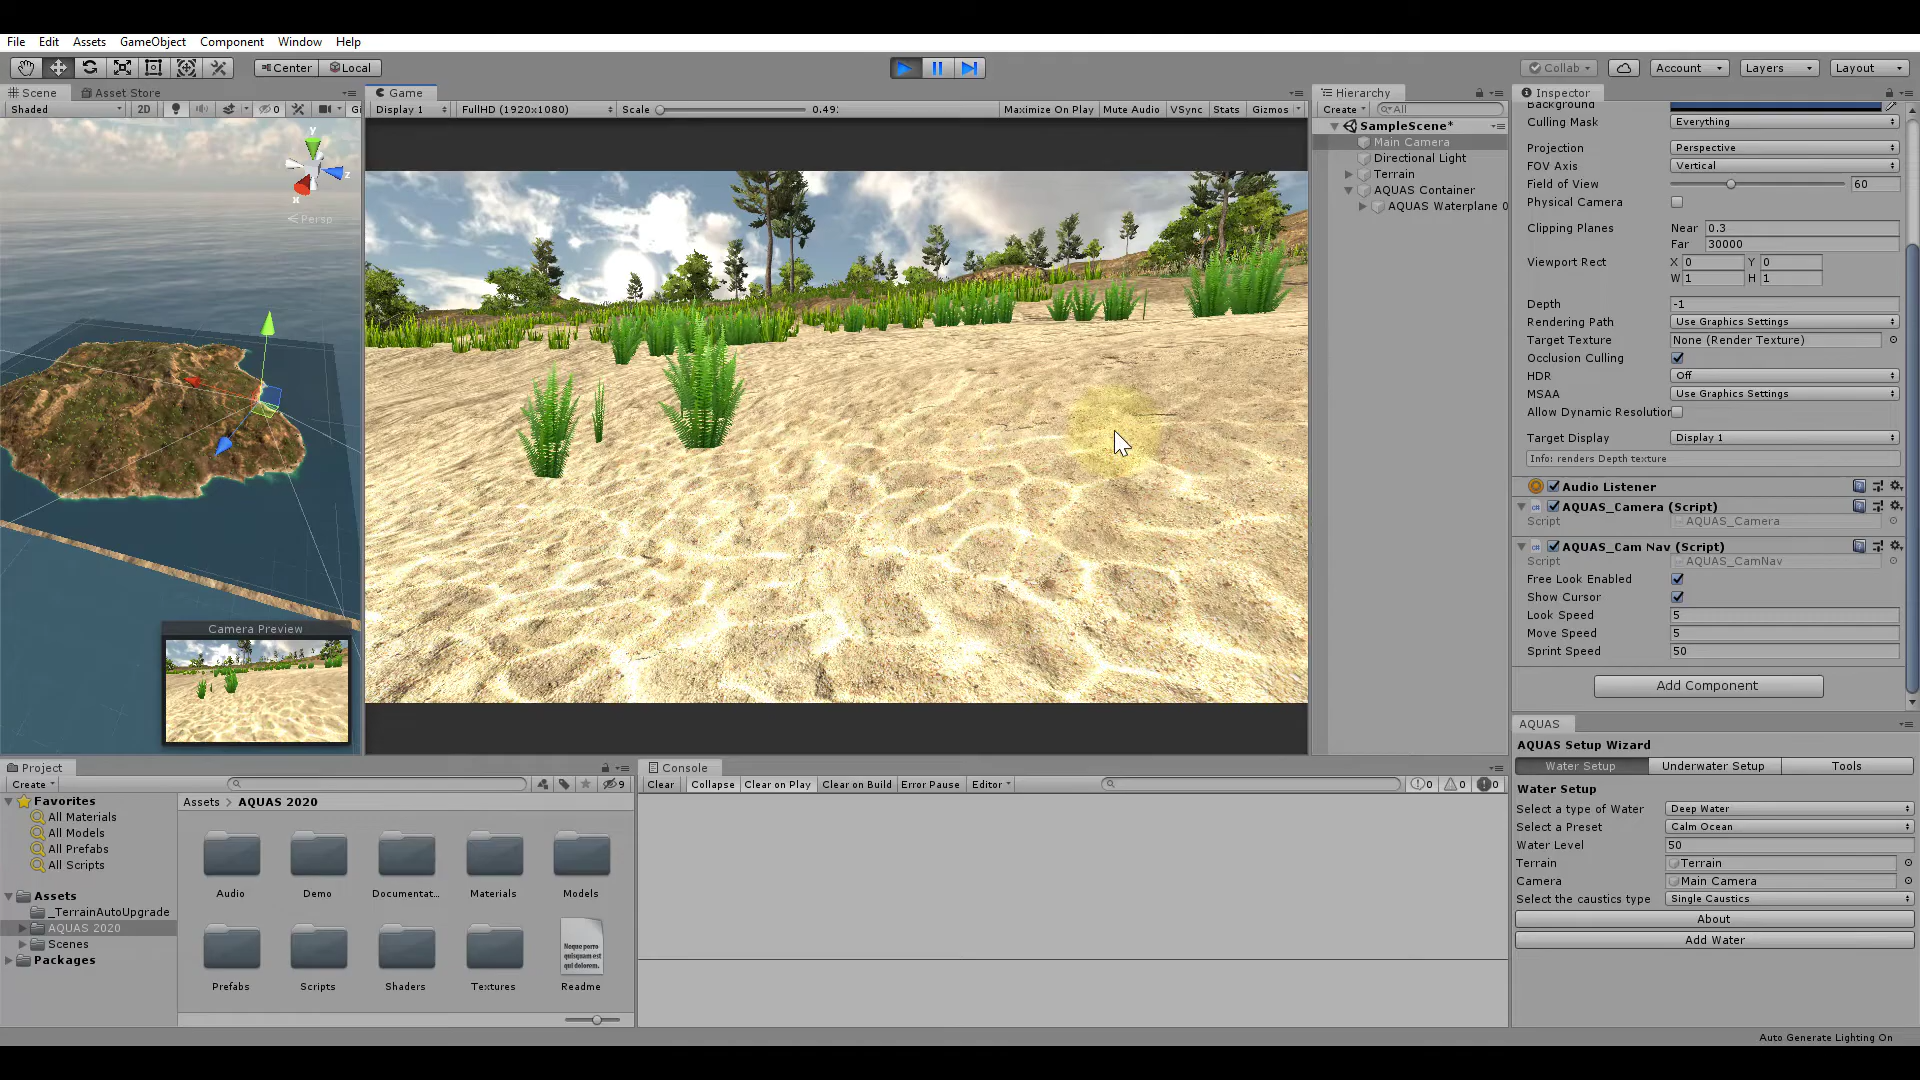 File Edit Assets GameObject Component Window Help
Center Local
Collab Account Layers Layout
Scene Asset Store
Shaded 2D 0 Gi
y
z
x
Persp
Game
Display 1 FullHD (1920x1080) Scale 0.49: Maximize On Play Mute Audio VSync Stats Gizmos
Camera Preview
Hierarchy
Create All
SampleScene*
Main Camera
Directional Light
Terrain
AQUAS Container
AQUAS Waterplane 0
Inspector
Background
Culling Mask Everything
Projection Perspective
FOV Axis Vertical
Field of View 60
Physical Camera
Clipping Planes Near 0.3
Far 30000
Viewport Rect X 0 Y 0
W 1 H 1
Depth -1
Rendering Path Use Graphics Settings
Target Texture None (Render Texture)
Occlusion Culling
HDR Off
MSAA Use Graphics Settings
Allow Dynamic Resolution
Target Display Display 1
Info: renders Depth texture
Audio Listener
AQUAS_Camera (Script)
Script AQUAS_Camera
AQUAS_Cam Nav (Script)
Script AQUAS_CamNav
Free Look Enabled
Show Cursor
Look Speed 5
Move Speed 5
Sprint Speed 50
Add Component
AQUAS
AQUAS Setup Wizard
Water Setup Underwater Setup Tools
Water Setup
Select a type of Water Deep Water
Select a Preset Calm Ocean
Water Level 50
Terrain Terrain
Camera Main Camera
Select the caustics type Single Caustics
About
Add Water
Project
Create 9
Favorites
All Materials
All Models
All Prefabs
All Scripts
Assets
_TerrainAutoUpgrade
AQUAS 2020
Scenes
Packages
Assets > AQUAS 2020
Audio Demo Documentat... Materials Models
Neque porro
quisquam est
qui dolorem.
Prefabs Scripts Shaders Textures Readme
Console
Clear Collapse Clear on Play Clear on Build Error Pause Editor 0 0 0
Auto Generate Lighting On